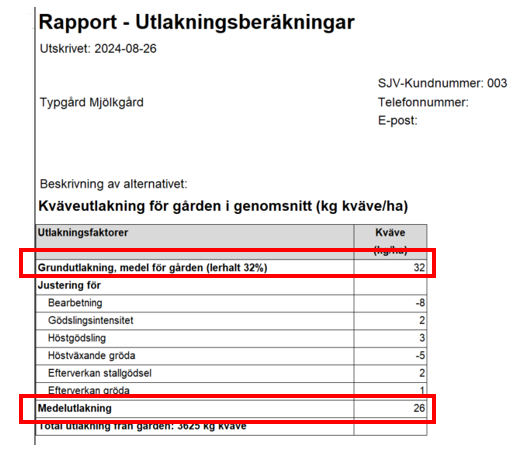 Rapport - Utlakningsberäkningar
Utskrivet: 2024-08-26
SJV-Kundnummer: 003
Typgård Mjölkgård
Telefonnummer:
E-post:
Beskrivning av alternativet:
Kväveutlakning för gården i genomsnitt (kg kväve/ha)
Utlakningsfaktorer Kväve
(kg/ha)
Grundutlakning, medel för gården (lerhalt 32%) 32
Justering för
Bearbetning -8
Gödslingsintensitet 2
Höstgödsling 3
Höstväxande gröda -5
Efterverkan stallgödsel 2
Efterverkan gröda 1
Medelutlakning 26
Total utlakning från gården: 3625 kg kväve